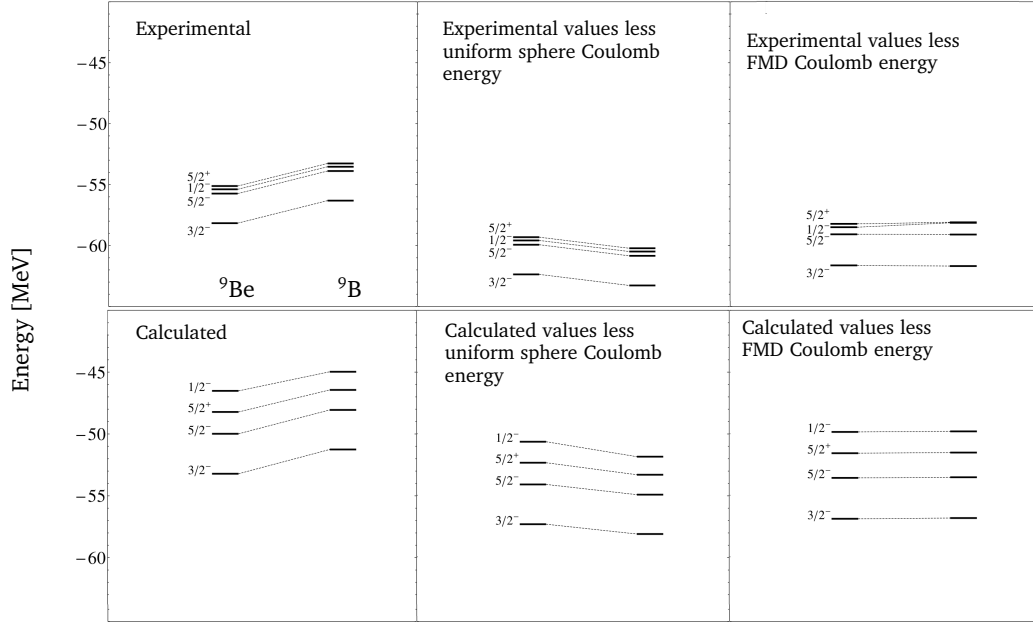 Energy [MeV]
Experimental
−45
−50
−55
−60
5/2⁺
1/2⁻
5/2⁻
3/2⁻
⁹Be
⁹B
Experimental values less
uniform sphere Coulomb
energy
5/2⁺
1/2⁻
5/2⁻
3/2⁻
Experimental values less
FMD Coulomb energy
5/2⁺
1/2⁻
5/2⁻
3/2⁻
Calculated
−45
−50
−55
−60
1/2⁻
5/2⁺
5/2⁻
3/2⁻
Calculated values less
uniform sphere Coulomb
energy
1/2⁻
5/2⁺
5/2⁻
3/2⁻
Calculated values less
FMD Coulomb energy
1/2⁻
5/2⁺
5/2⁻
3/2⁻